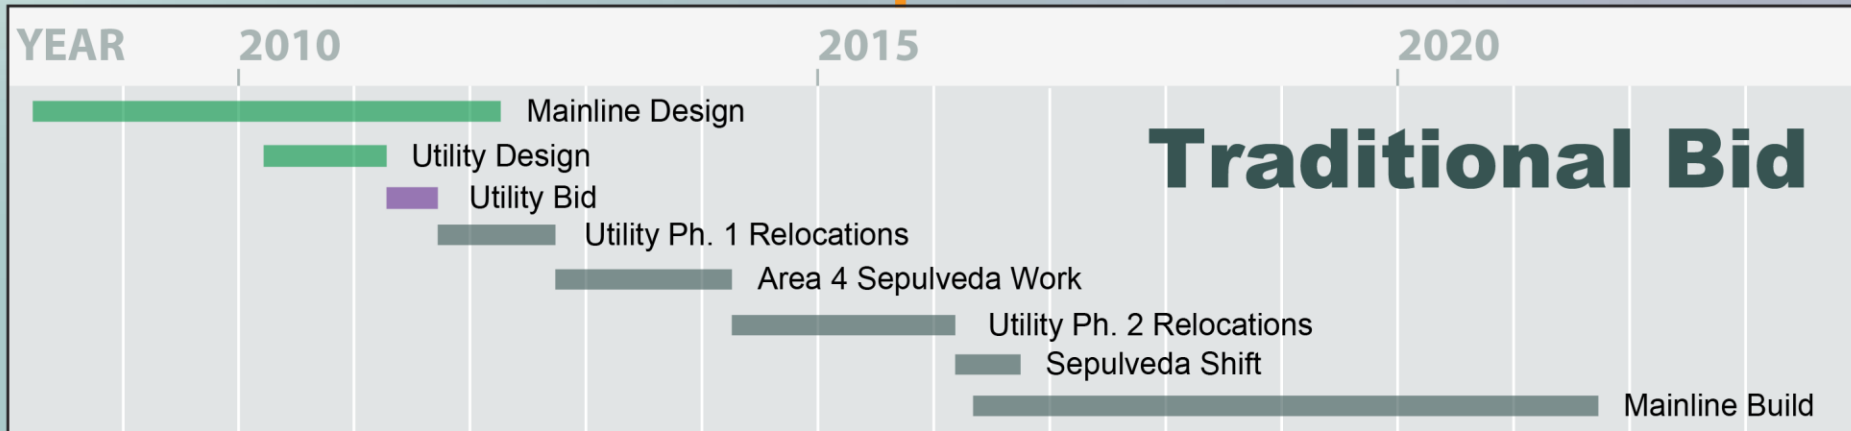 YEAR 2010 2015 2020
Mainline Design
Traditional Bid
Utility Design
Utility Bid
Utility Ph. 1 Relocations
Area 4 Sepulveda Work
Utility Ph. 2 Relocations
Sepulveda Shift
Mainline Build